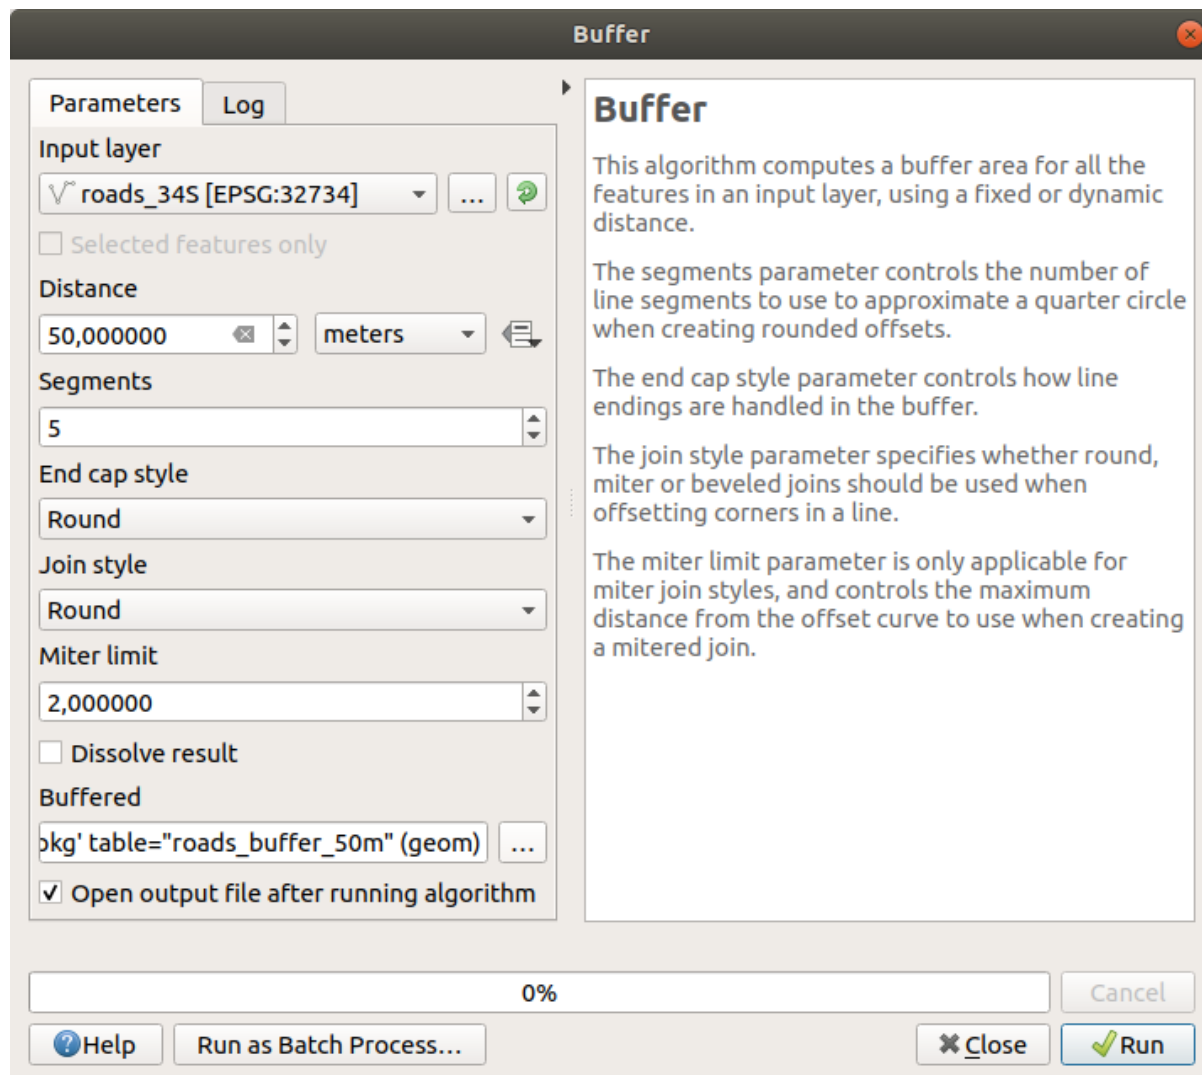 Buffer
Parameters
Log
Input layer
roads_34S [EPSG:32734]
...
Selected features only
Distance
50,000000
meters
Segments
5
End cap style
Round
Join style
Round
Miter limit
2,000000
Dissolve result
Buffered
okg' table="roads_buffer_50m" (geom)
...
Open output file after running algorithm
Buffer
This algorithm computes a buffer area for all the
features in an input layer, using a fixed or dynamic
distance.
The segments parameter controls the number of
line segments to use to approximate a quarter circle
when creating rounded offsets.
The end cap style parameter controls how line
endings are handled in the buffer.
The join style parameter specifies whether round,
miter or beveled joins should be used when
offsetting corners in a line.
The miter limit parameter is only applicable for
miter join styles, and controls the maximum
distance from the offset curve to use when creating
a mitered join.
0%
Cancel
Help
Run as Batch Process...
Close
Run